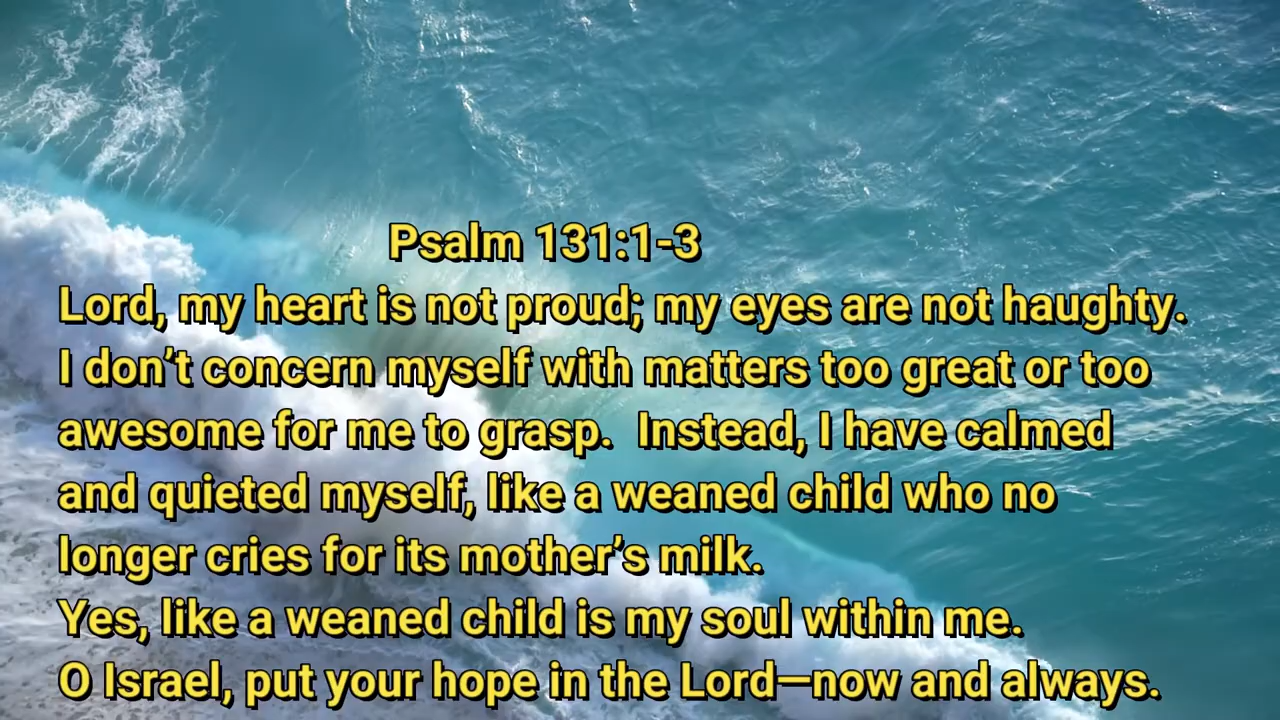 Psalm 131:1-3
Lord, my heart is not proud; my eyes are not haughty.
I don’t concern myself with matters too great or too
awesome for me to grasp.  Instead, I have calmed
and quieted myself, like a weaned child who no
longer cries for its mother’s milk.
Yes, like a weaned child is my soul within me.
O Israel, put your hope in the Lord—now and always.